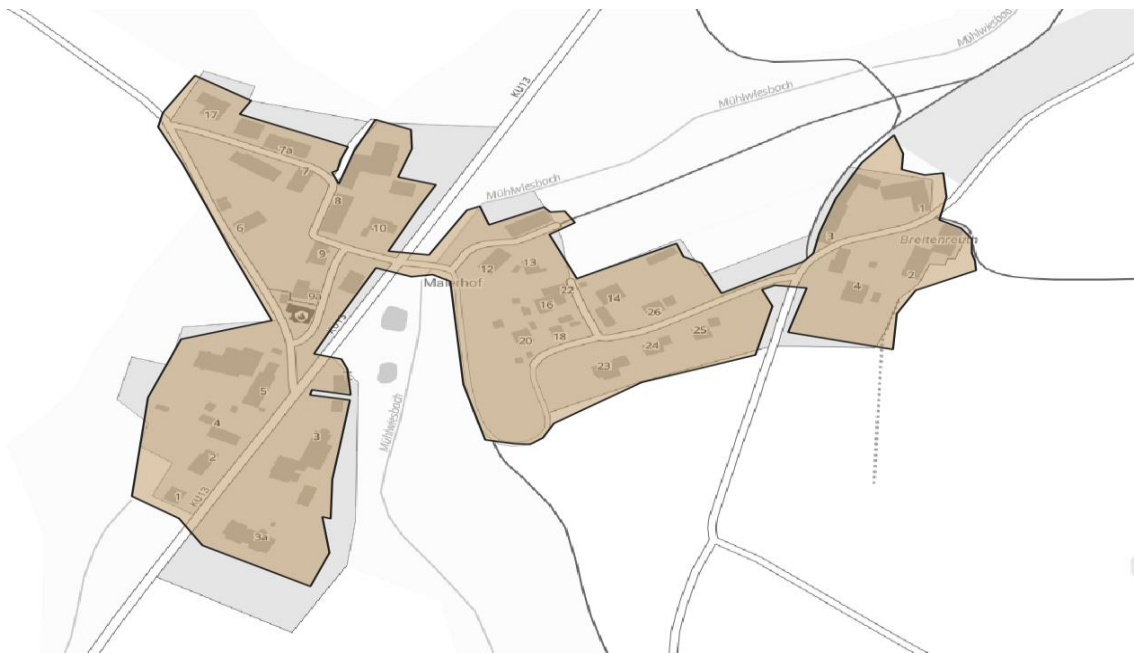 Mühlwiesbach
KU13
Mühlwiesbach
17
7a
7
Mühlwiesbach
8
1
6
10
3
Breitenreuth
9
12
13
2
Maierhof
22
4
9a
16
14
26
KU13
18
25
20
24
23
5
Mühlwiesbach
4
3
2
1
KU13
3a